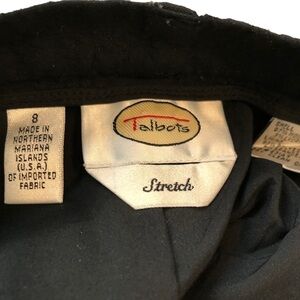 8
MADE IN
NORTHERN
MARIANA
ISLANDS
(U.S.A.)
OF IMPORTED
FABRIC
Talbots
Stretch